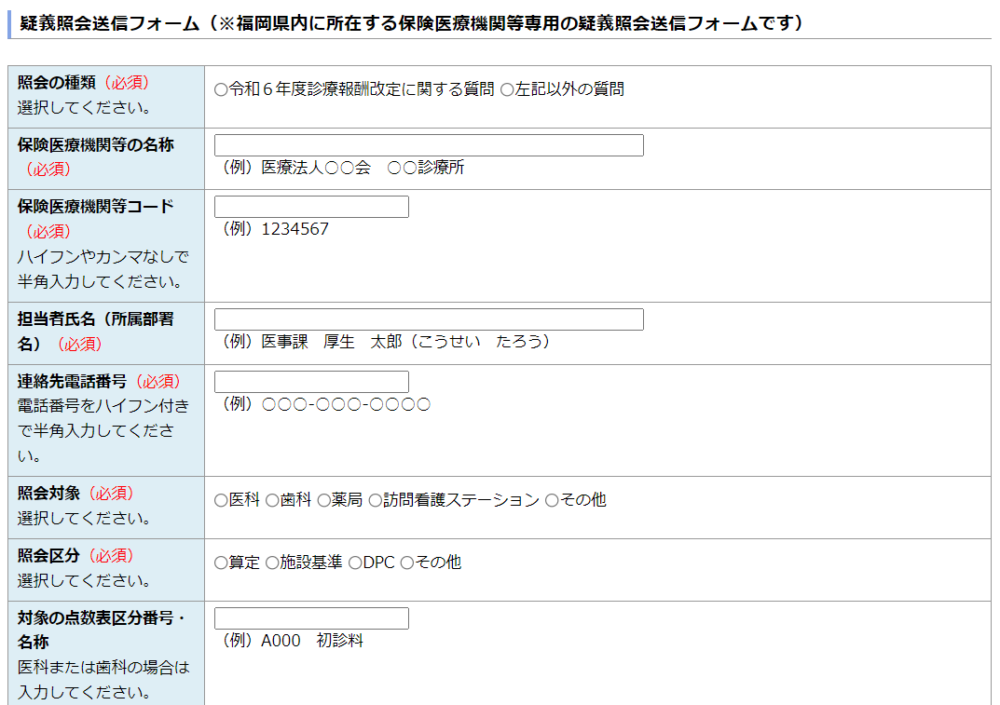 疑義照会送信フォーム（※福岡県内に所在する保険医療機関等専用の疑義照会送信フォームです）
照会の種類（必須）
選択してください。
○令和６年度診療報酬改定に関する質問 ○左記以外の質問
保険医療機関等の名称
（必須）
（例）医療法人○○会　○○診療所
保険医療機関等コード
（必須）
ハイフンやカンマなしで
半角入力してください。
（例）1234567
担当者氏名（所属部署
名）（必須）
（例）医事課　厚生　太郎（こうせい　たろう）
連絡先電話番号（必須）
電話番号をハイフン付き
で半角入力してくださ
い。
（例）○○○-○○○-○○○○
照会対象（必須）
選択してください。
○医科 ○歯科 ○薬局 ○訪問看護ステーション ○その他
照会区分（必須）
選択してください。
○算定 ○施設基準 ○DPC ○その他
対象の点数表区分番号・
名称
医科または歯科の場合は
入力してください。
（例）A000　初診料